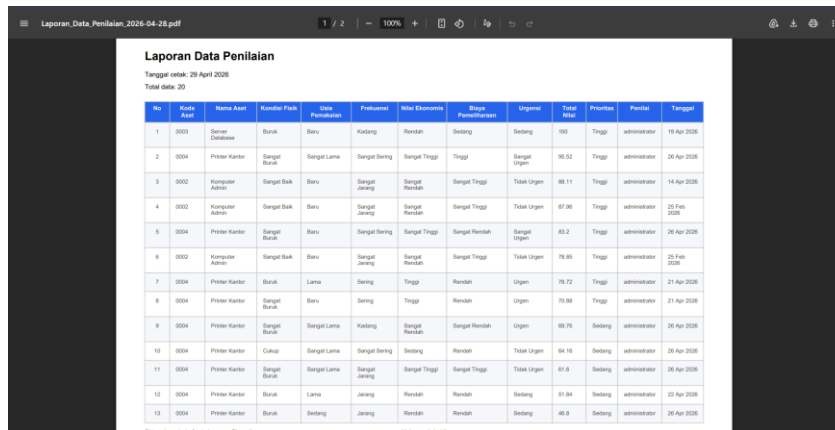 Laporan_Data_Penilaian_2026-04-28.pdf 1 / 2 100%
Laporan Data Penilaian
Tanggal cetak: 29 April 2026
Total data: 20
No Kode Aset Nama Aset Kondisi Fisik Usia Pemakaian Frekuensi Nilai Ekonomis Biaya Pemeliharaan Urgensi Total Nilai Prioritas Penilai Tanggal
1 0003 Server Database Buruk Baru Kadang Rendah Sedang Sedang 100 Tinggi administrator 19 Apr 2026
2 0004 Printer Kantor Sangat Buruk Sangat Lama Sangat Sering Sangat Tinggi Tinggi Sangat Urgen 95.52 Tinggi administrator 26 Apr 2026
3 0002 Komputer Admin Sangat Baik Baru Sangat Jarang Sangat Rendah Sangat Tinggi Tidak Urgen 88.11 Tinggi administrator 14 Apr 2026
4 0002 Komputer Admin Sangat Baik Baru Sangat Jarang Sangat Rendah Sangat Tinggi Tidak Urgen 87.96 Tinggi administrator 25 Feb 2026
5 0004 Printer Kantor Sangat Buruk Baru Sangat Sering Sangat Tinggi Sangat Rendah Sangat Urgen 83.2 Tinggi administrator 26 Apr 2026
6 0002 Komputer Admin Sangat Baik Baru Sangat Jarang Sangat Rendah Sangat Tinggi Tidak Urgen 78.85 Tinggi administrator 25 Feb 2026
7 0004 Printer Kantor Buruk Lama Sering Tinggi Rendah Urgen 78.72 Tinggi administrator 21 Apr 2026
8 0004 Printer Kantor Sangat Buruk Baru Sering Tinggi Rendah Urgen 70.88 Tinggi administrator 21 Apr 2026
9 0004 Printer Kantor Sangat Buruk Sangat Lama Kadang Sangat Rendah Sangat Rendah Urgen 69.76 Sedang administrator 26 Apr 2026
10 0004 Printer Kantor Cukup Sangat Lama Sangat Sering Sedang Rendah Tidak Urgen 64.16 Sedang administrator 26 Apr 2026
11 0004 Printer Kantor Sangat Buruk Sangat Lama Sangat Jarang Sangat Tinggi Sangat Tinggi Tidak Urgen 61.6 Sedang administrator 26 Apr 2026
12 0004 Printer Kantor Buruk Lama Jarang Rendah Rendah Sedang 51.84 Sedang administrator 22 Apr 2026
13 0004 Printer Kantor Buruk Sedang Jarang Rendah Rendah Sedang 46.8 Sedang administrator 26 Apr 2026